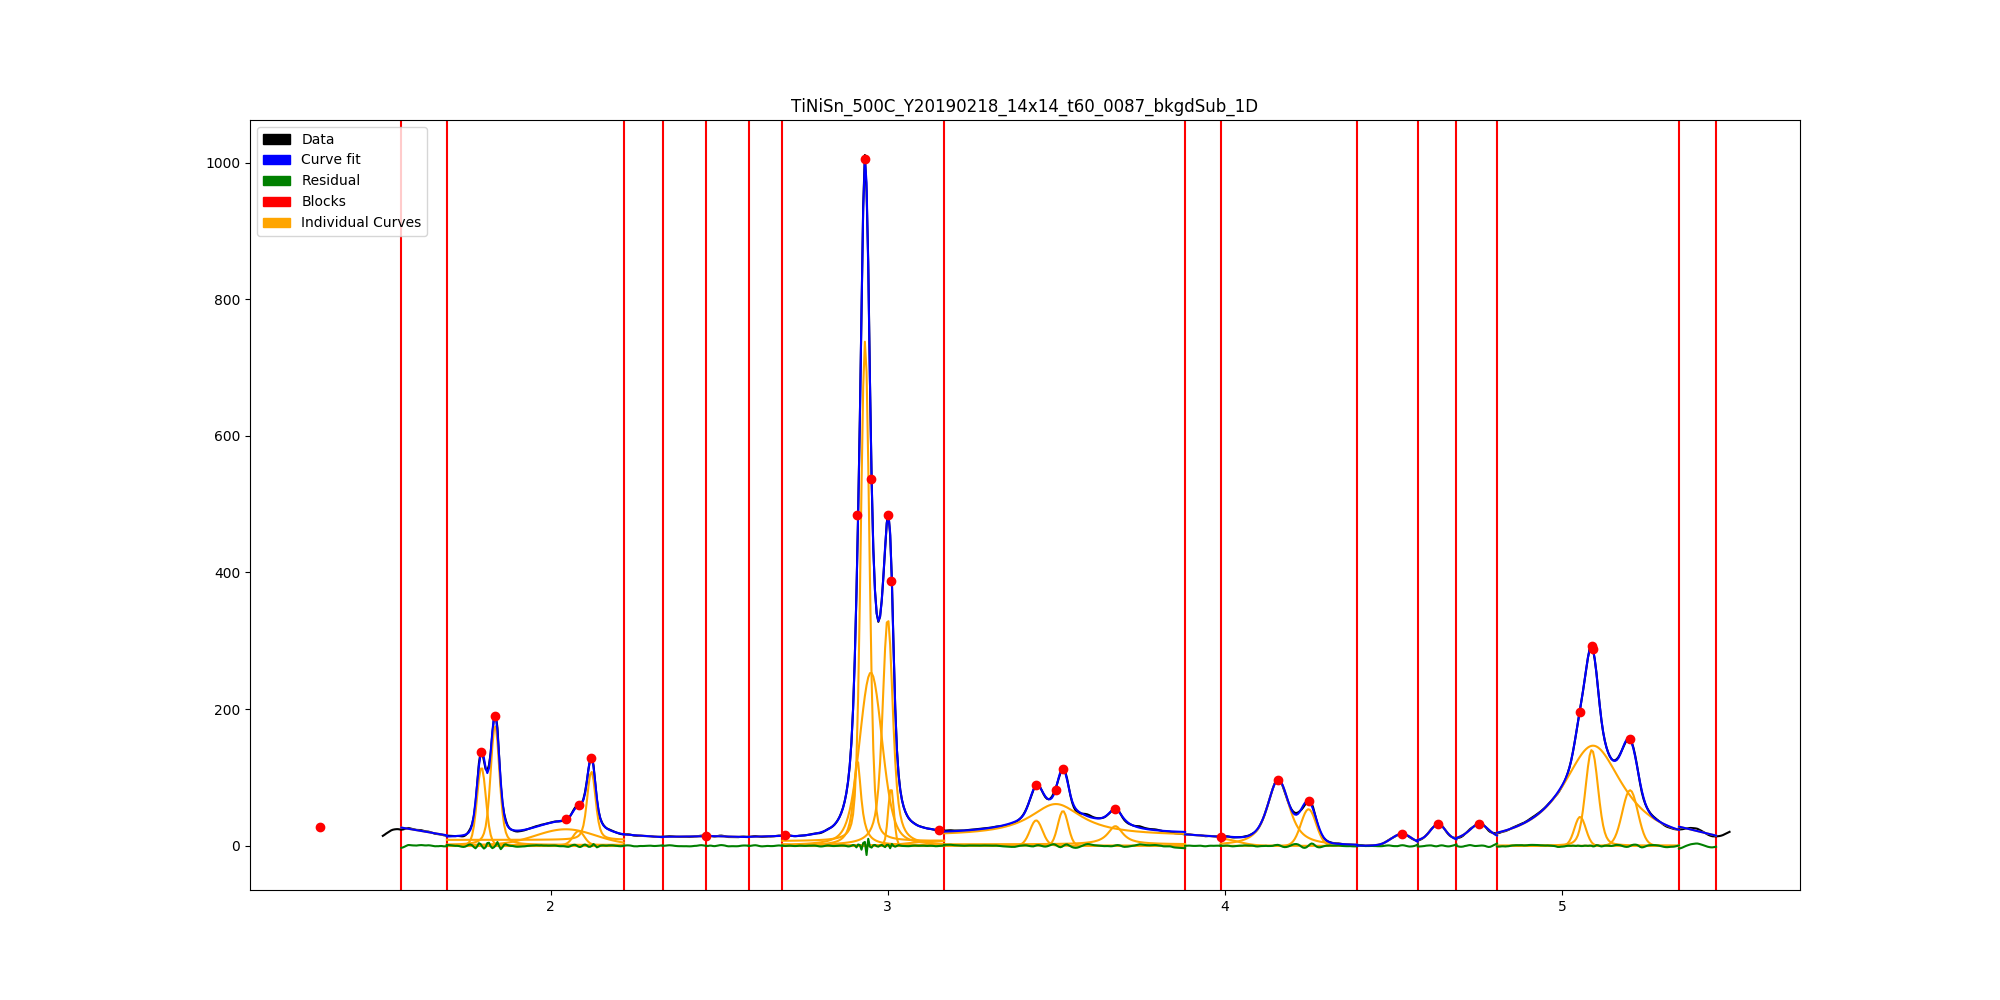 TiNiSn_500C_Y20190218_14x14_t60_0087_bkgdSub_1D
Data
Curve fit
Residual
Blocks
Individual Curves
1000
800
600
400
200
0
2
3
4
5